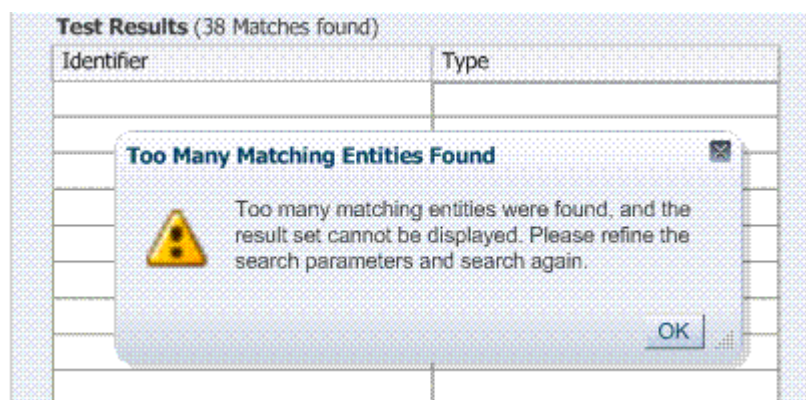 Test Results (38 Matches found)
Identifier Type
Too Many Matching Entities Found
Too many matching entities were found, and the
result set cannot be displayed. Please refine the
search parameters and search again.
OK